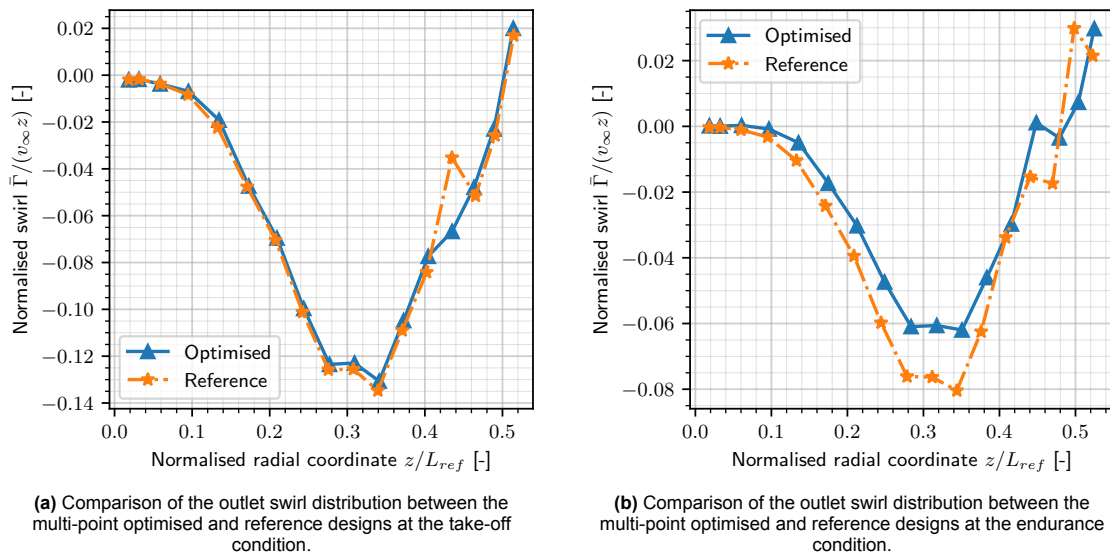 0.02
0.00
−0.02
−0.04
−0.06
−0.08
−0.10
−0.12
−0.14
Normalised swirl Γ̄/(v∞z) [-]
Optimised
Reference
0.0 0.1 0.2 0.3 0.4 0.5
Normalised radial coordinate z/L_ref [-]
(a) Comparison of the outlet swirl distribution between the
multi-point optimised and reference designs at the take-off
condition.
0.02
0.00
−0.02
−0.04
−0.06
−0.08
Normalised swirl Γ̄/(v∞z) [-]
Optimised
Reference
0.0 0.1 0.2 0.3 0.4 0.5
Normalised radial coordinate z/L_ref [-]
(b) Comparison of the outlet swirl distribution between the
multi-point optimised and reference designs at the endurance
condition.